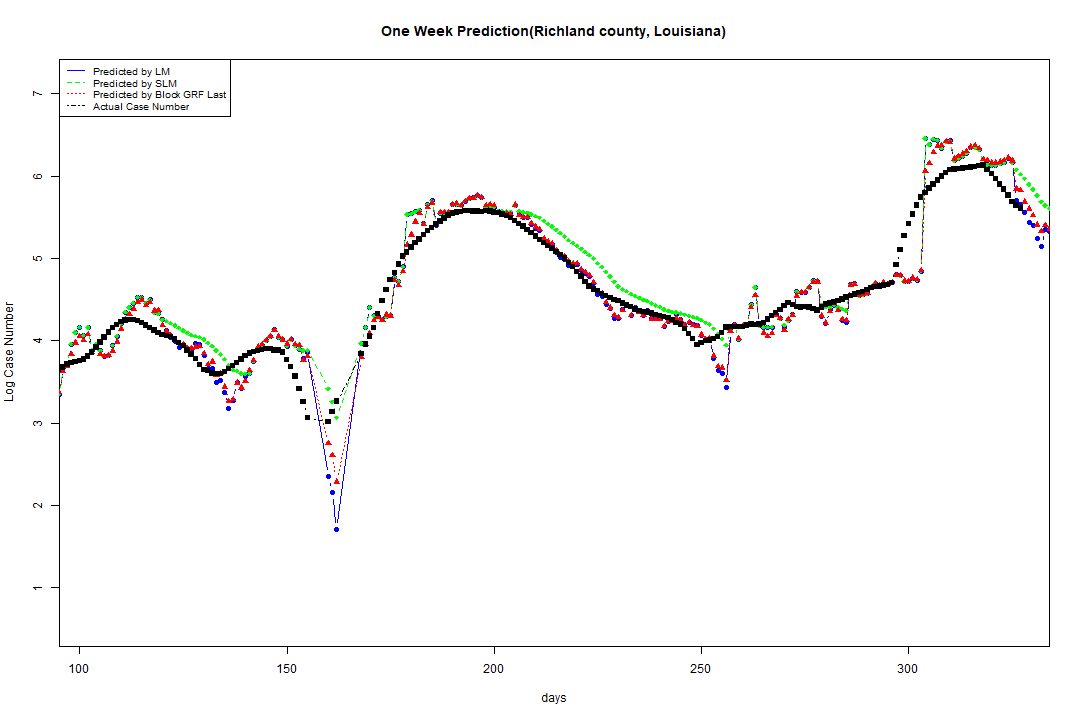 One Week Prediction(Richland county, Louisiana)
Predicted by LM
Predicted by SLM
Predicted by Block GRF Last
Actual Case Number
Log Case Number
7
6
5
4
3
2
1
100 150 200 250 300
days